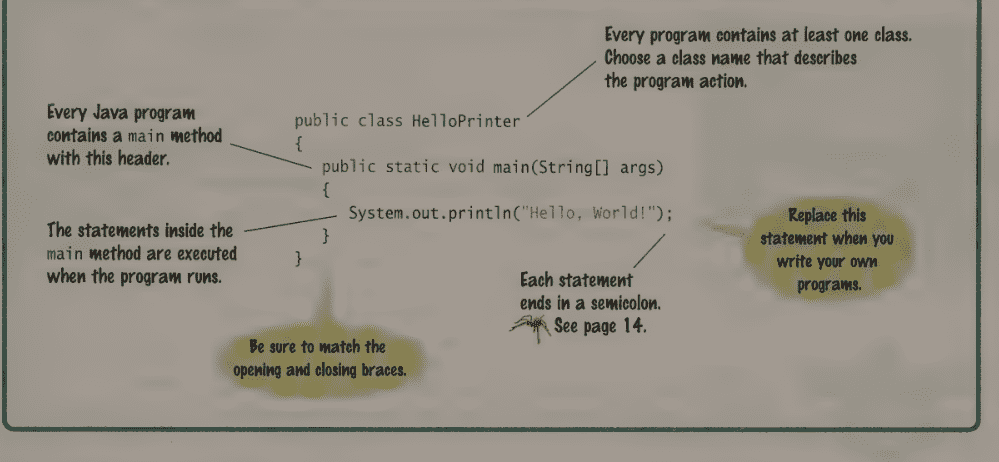 Every program contains at least one class.
Choose a class name that describes
the program action.
Every Java program
contains a main method
with this header.
public class HelloPrinter
{
public static void main(String[] args)
{
System.out.println("Hello, World!");
}
}
The statements inside the
main method are executed
when the program runs.
Replace this
statement when you
write your own
programs.
Each statement
ends in a semicolon.
See page 14.
Be sure to match the
opening and closing braces.